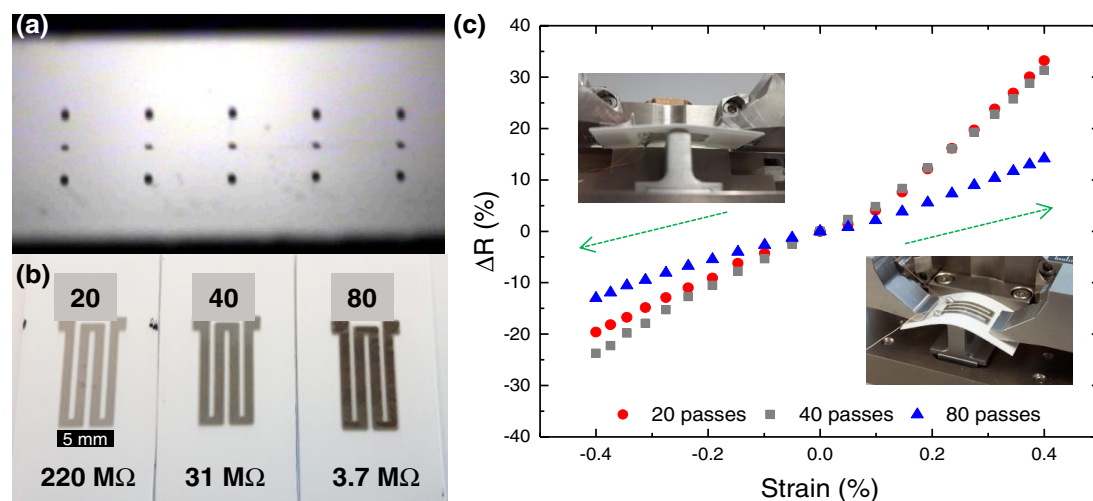 (a)
(b)
20
40
80
5 mm
220 MΩ
31 MΩ
3.7 MΩ
(c)
ΔR (%)
40
30
20
10
0
-10
-20
-30
-40
20 passes
40 passes
80 passes
-0.4
-0.2
0.0
0.2
0.4
Strain (%)